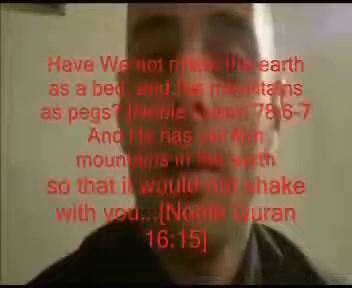 Have We not made the earth
as a bed, and the mountains
as pegs? [Noble Quran 78:6-7
And He has set firm
mountains in the earth
so that it would not shake
with you...[Noble Quran
16:15]